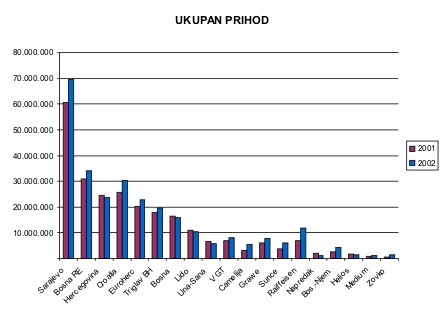 UKUPAN PRIHOD
80.000.000
70.000.000
60.000.000
50.000.000
40.000.000
30.000.000
20.000.000
10.000.000
2001
2002
Sarajevo
Bosna RE
Hercegovina
Croatia
Euroherc
Triglav BH
Bosna
Lido
Una-Sana
VGT
Camelija
Grawe
Sunce
Raiffeisen
Napredak
Bos.-Njem.
Helios
Medium
Zovko